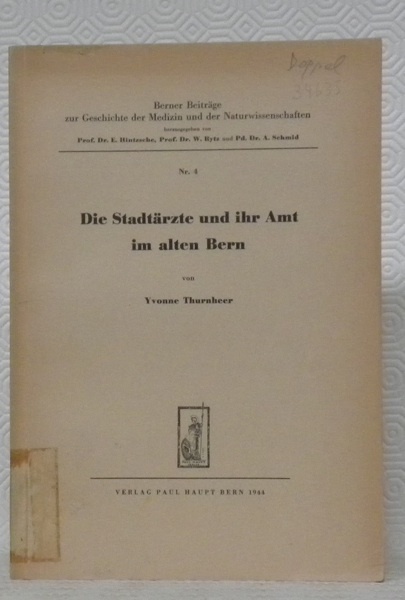 Doppel
Berner Beiträge
zur Geschichte der Medizin und der Naturwissenschaften
herausgegeben von
Prof. Dr. E. Hintzsche, Prof. Dr. W. Rytz und Pd. Dr. A. Schmid
Nr. 4
Die Stadtärzte und ihr Amt
im alten Bern
von
Yvonne Thurnheer
VERLAG PAUL HAUPT BERN 1944